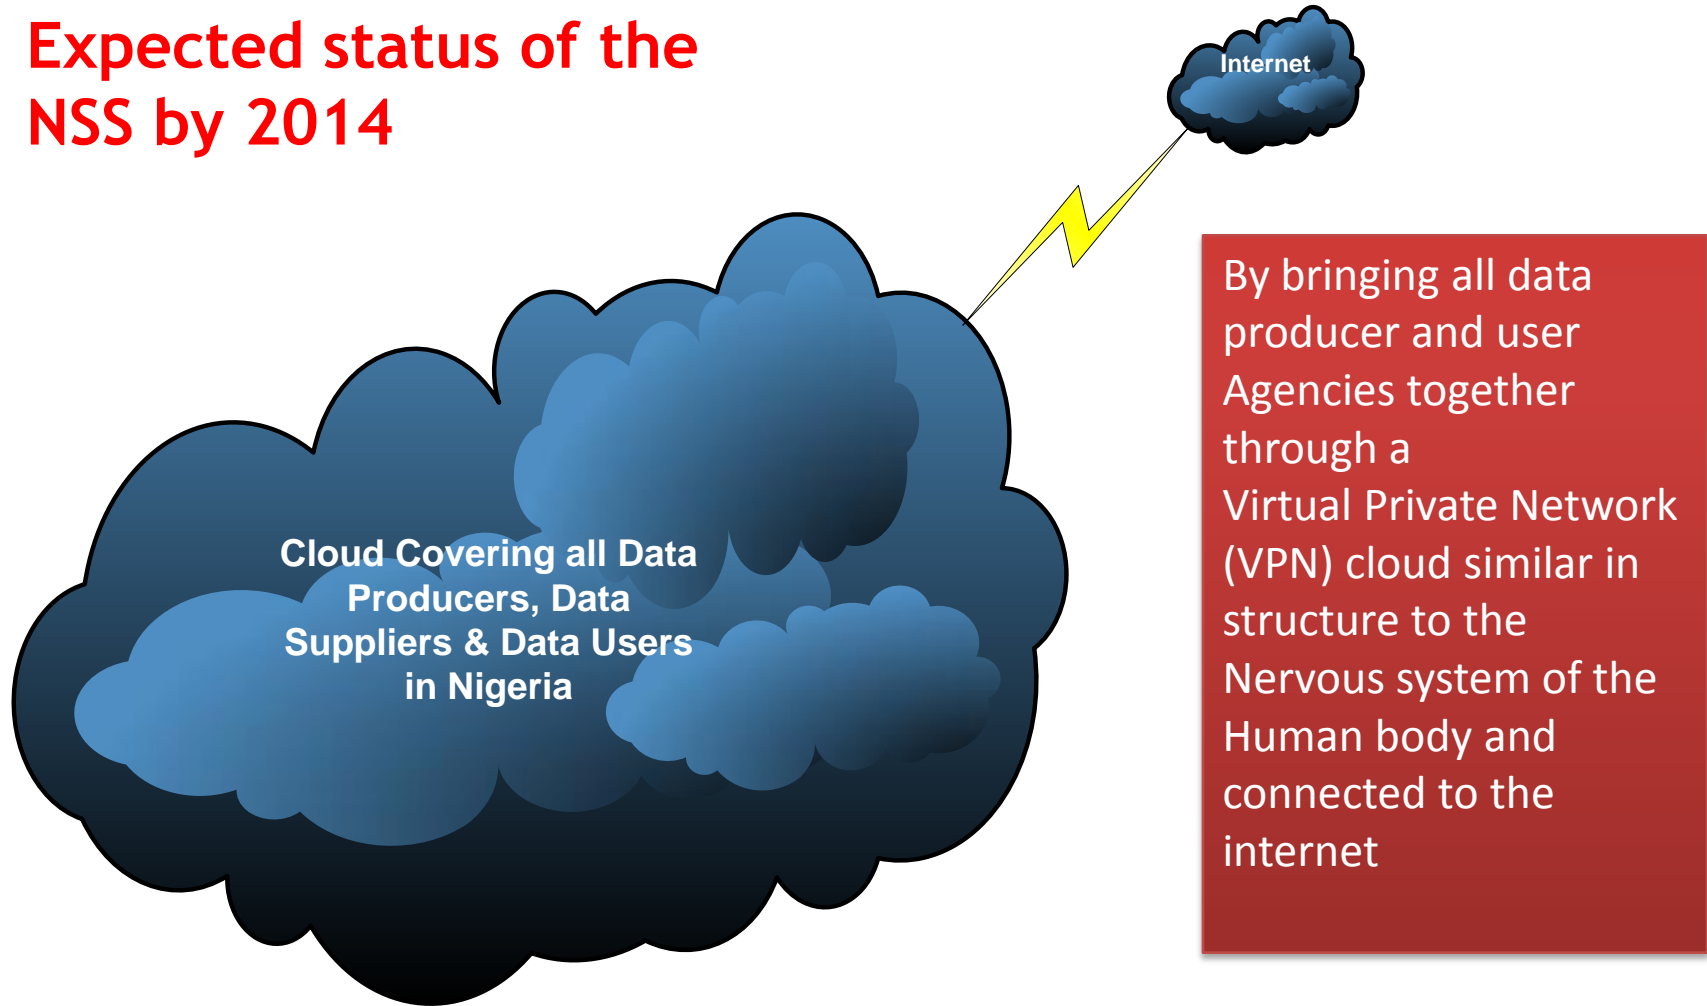 Expected status of the
NSS by 2014
Internet
Cloud Covering all Data
Producers, Data
Suppliers & Data Users
in Nigeria
By bringing all data
producer and user
Agencies together
through a
Virtual Private Network
(VPN) cloud similar in
structure to the
Nervous system of the
Human body and
connected to the
internet